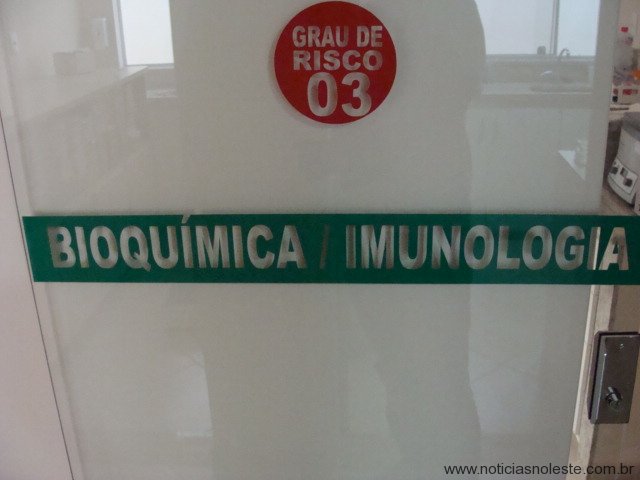 GRAU DE
RISCO
03
BIOQUÍMICA / IMUNOLOGIA
www.noticiasnoleste.com.br